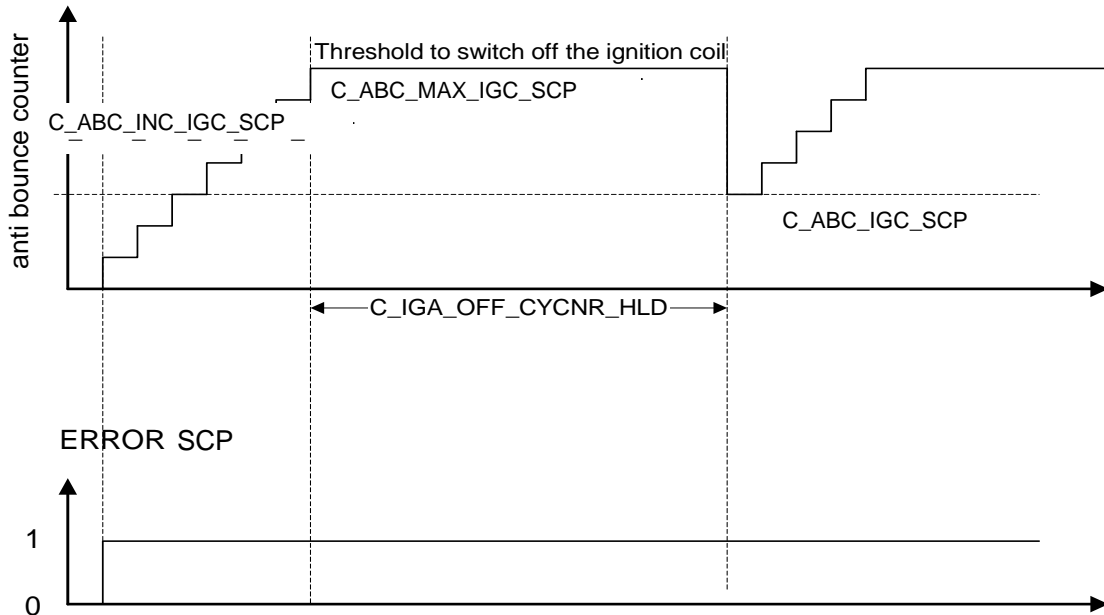 anti bounce counter
Threshold to switch off the ignition coil
C_ABC_MAX_IGC_SCP
C_ABC_INC_IGC_SCP
C_ABC_IGC_SCP
C_IGA_OFF_CYCNR_HLD
ERROR SCP
1
0